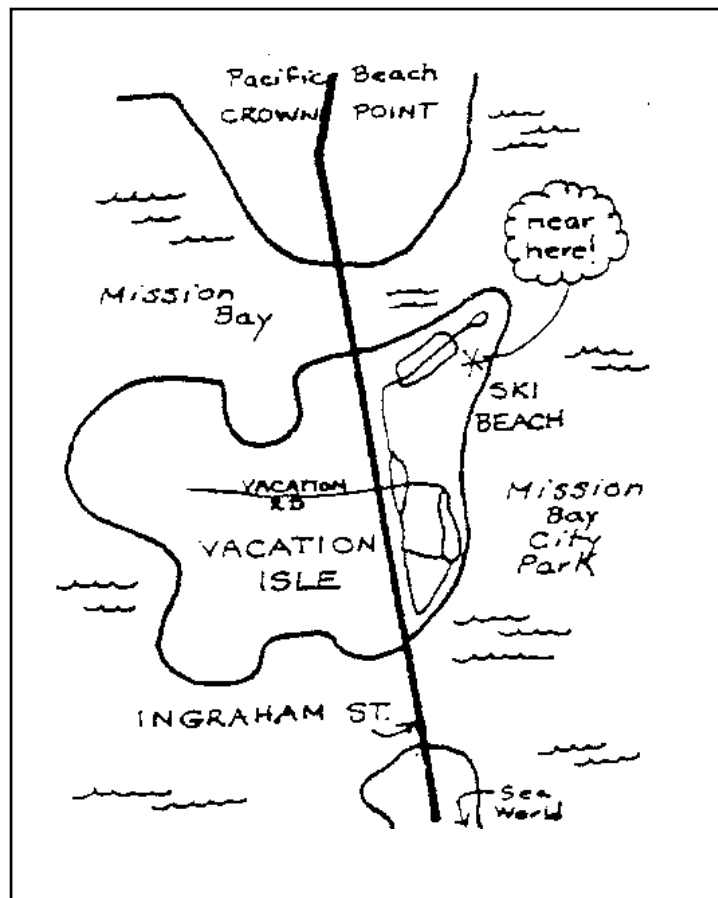 Pacific Beach
CROWN POINT
near
here!
Mission
Bay
SKI
BEACH
VACATION
RD
Mission
Bay
City
Park
VACATION
ISLE
INGRAHAM ST.
Sea
World